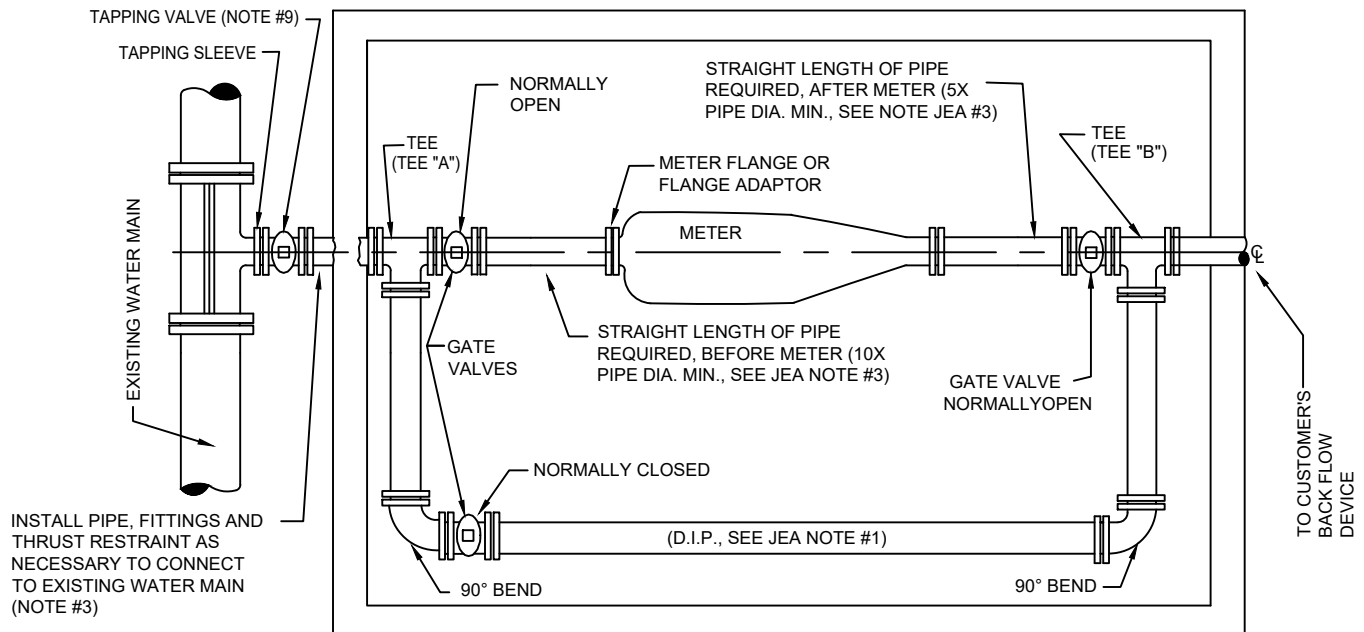 TAPPING VALVE (NOTE #9)
TAPPING SLEEVE
NORMALLY
OPEN
STRAIGHT LENGTH OF PIPE
REQUIRED, AFTER METER (5X
PIPE DIA. MIN., SEE NOTE JEA #3)
TEE
(TEE "A")
TEE
(TEE "B")
METER FLANGE OR
FLANGE ADAPTOR
METER
EXISTING WATER MAIN
GATE
VALVES
STRAIGHT LENGTH OF PIPE
REQUIRED, BEFORE METER (10X
PIPE DIA. MIN., SEE JEA NOTE #3)
GATE VALVE
NORMALLYOPEN
℄
TO CUSTOMER'S
BACK FLOW
DEVICE
NORMALLY CLOSED
INSTALL PIPE, FITTINGS AND
THRUST RESTRAINT AS
NECESSARY TO CONNECT
TO EXISTING WATER MAIN
(NOTE #3)
(D.I.P., SEE JEA NOTE #1)
90° BEND
90° BEND